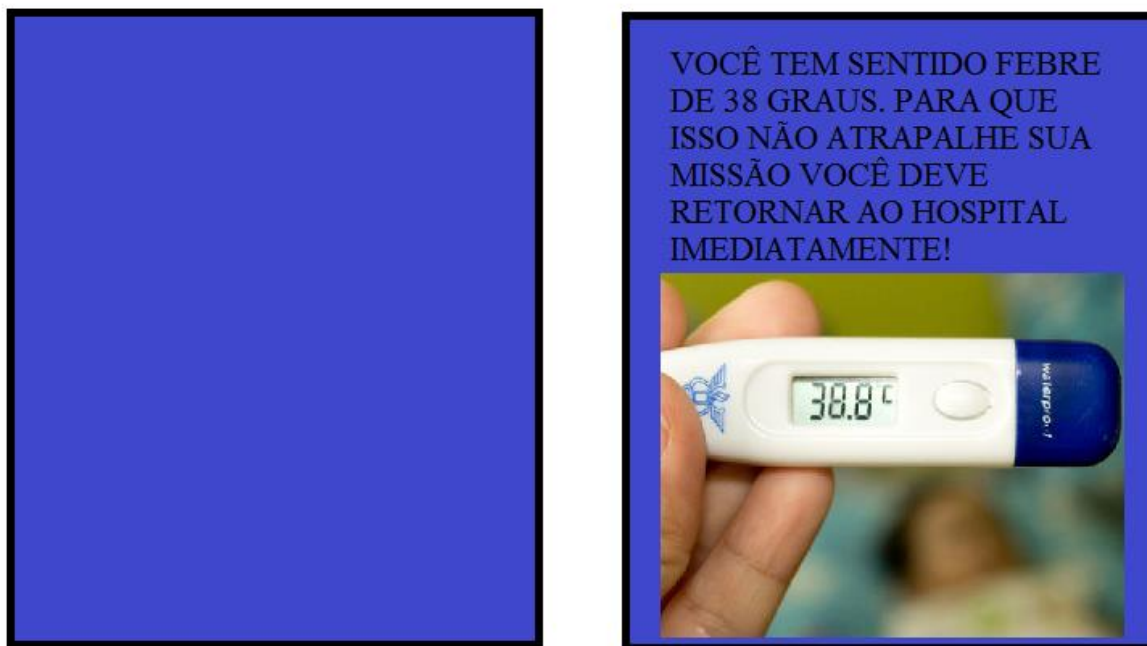 VOCÊ TEM SENTIDO FEBRE
DE 38 GRAUS. PARA QUE
ISSO NÃO ATRAPALHE SUA
MISSÃO VOCÊ DEVE
RETORNAR AO HOSPITAL
IMEDIATAMENTE!
38.8°C
waterproof